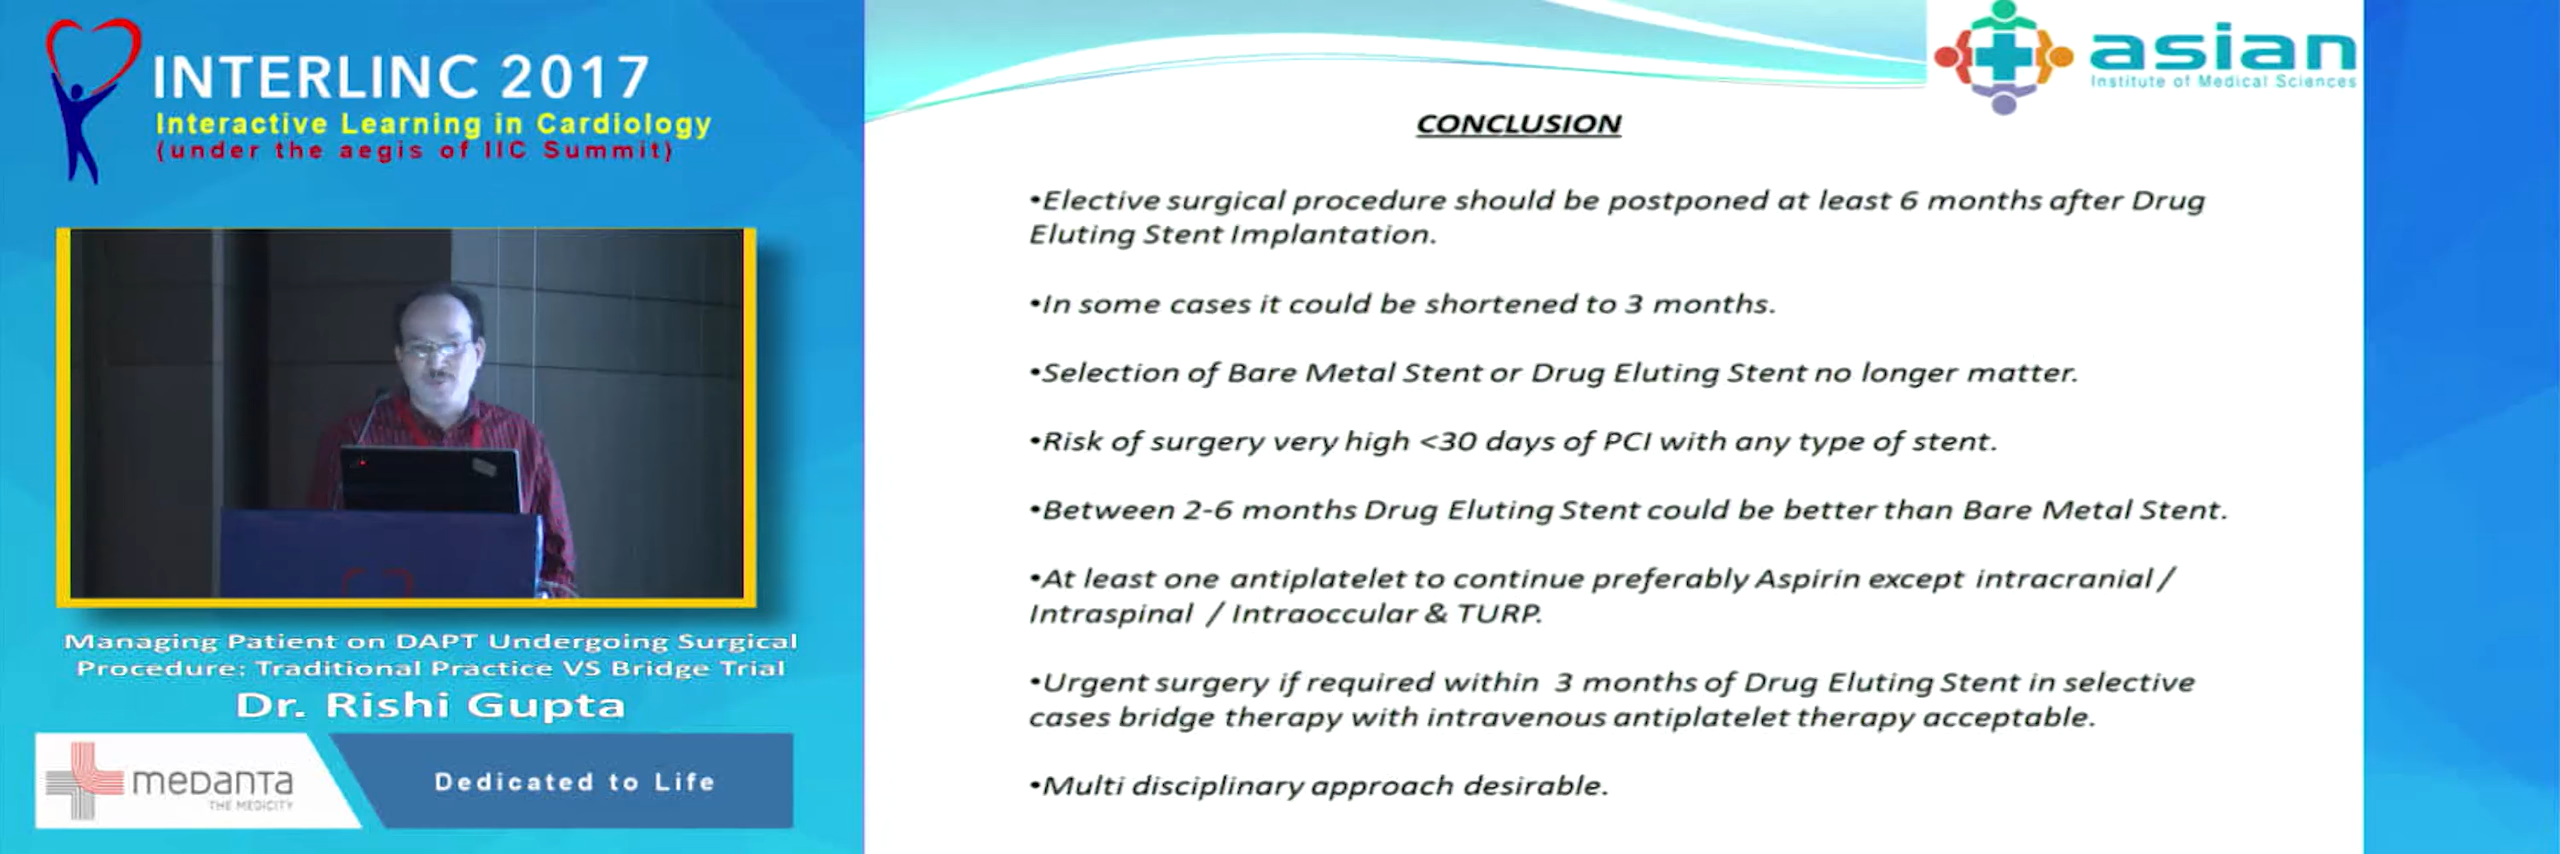 INTERLINC 2017
Interactive Learning in Cardiology
(under the aegis of IIC Summit)
Managing Patient on DAPT Undergoing Surgical
Procedure: Traditional Practice VS Bridge Trial
Dr. Rishi Gupta
medanta
THE MEDICITY
Dedicated to Life
asian
Institute of Medical Sciences
CONCLUSION
•Elective surgical procedure should be postponed at least 6 months after Drug
Eluting Stent Implantation.
•In some cases it could be shortened to 3 months.
•Selection of Bare Metal Stent or Drug Eluting Stent no longer matter.
•Risk of surgery very high <30 days of PCI with any type of stent.
•Between 2-6 months Drug Eluting Stent could be better than Bare Metal Stent.
•At least one antiplatelet to continue preferably Aspirin except intracranial /
Intraspinal / Intraoccular & TURP.
•Urgent surgery if required within 3 months of Drug Eluting Stent in selective
cases bridge therapy with intravenous antiplatelet therapy acceptable.
•Multi disciplinary approach desirable.